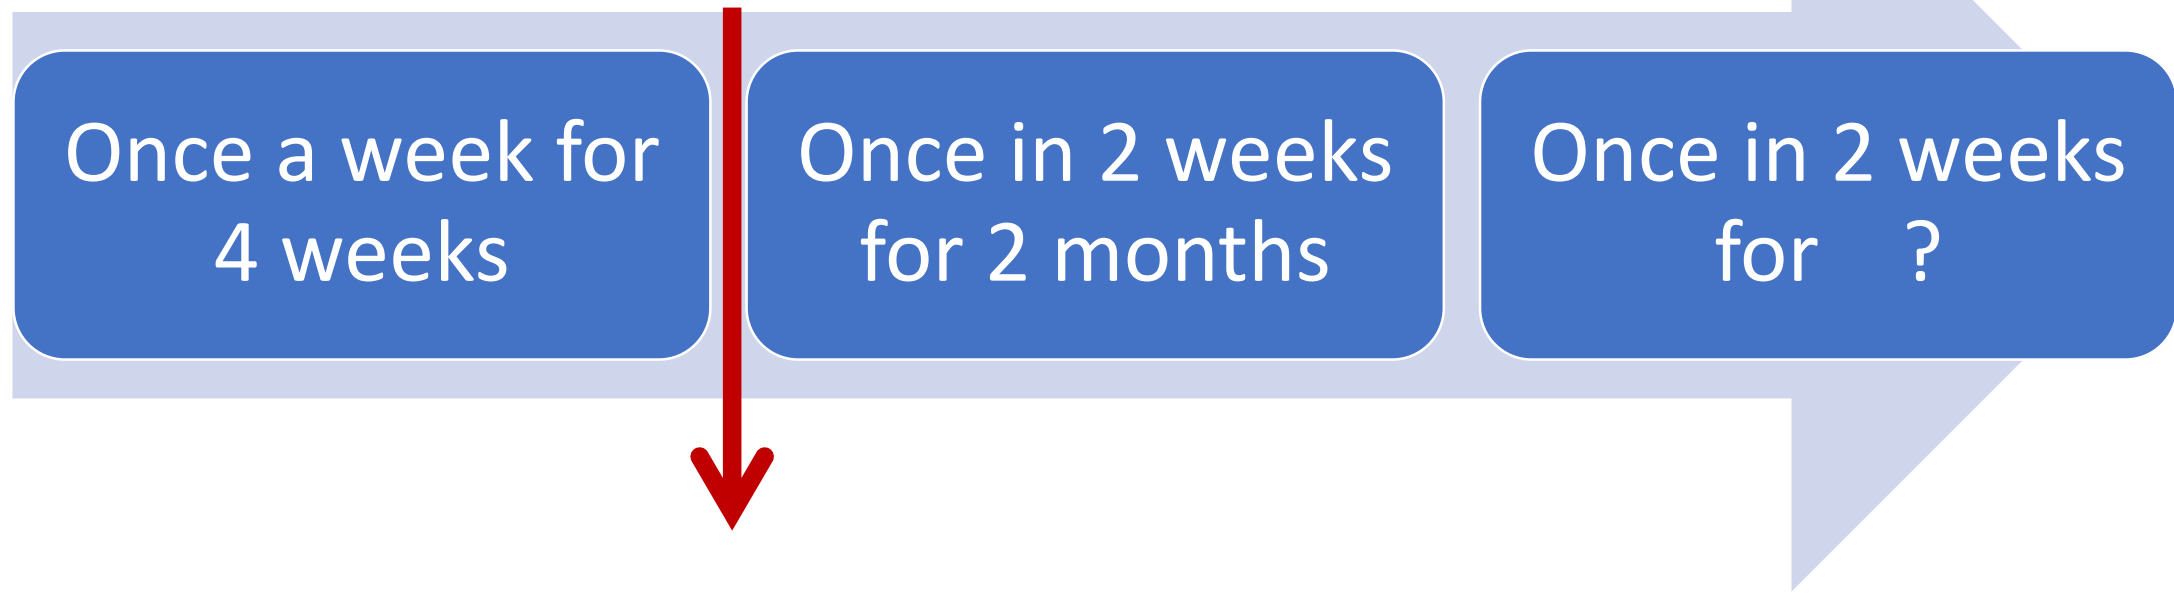 Once a week for
4 weeks
Once in 2 weeks
for 2 months
Once in 2 weeks
for ?